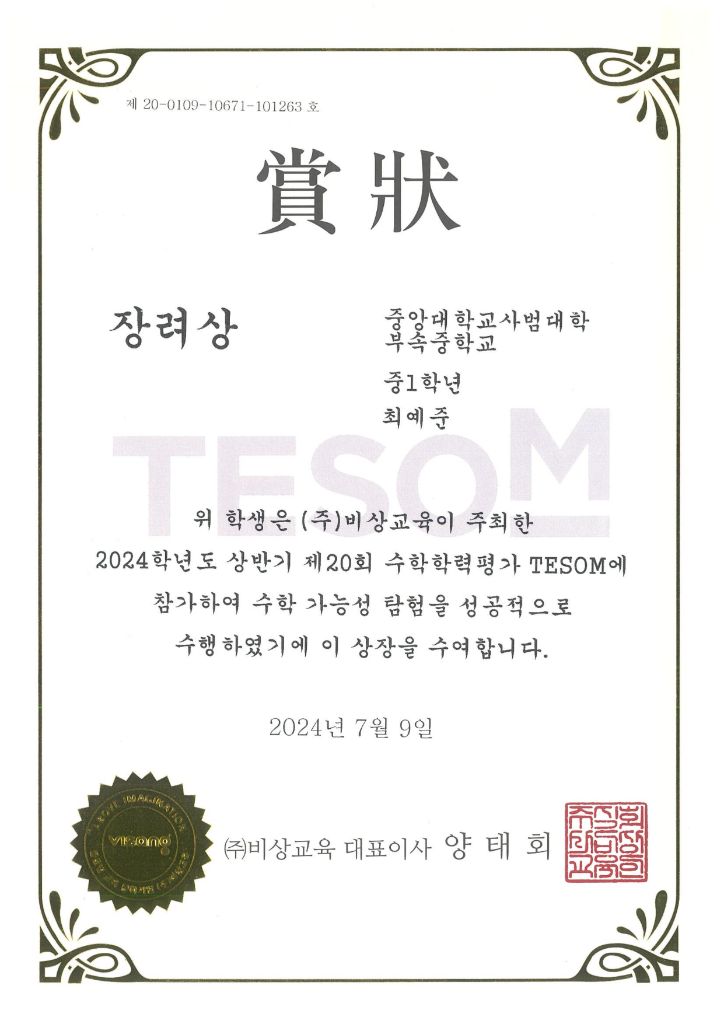 제 20-0109-10671-101263 호
賞狀
장려상
중앙대학교사범대학
부속중학교
중1학년
최예준
TESOM
위 학생은 (주)비상교육이 주최한
2024학년도 상반기 제20회 수학학력평가 TESOM에
참가하여 수학 가능성 탐험을 성공적으로
수행하였기에 이 상장을 수여합니다.
2024년 7월 9일
㈜비상교육 대표이사 양 태 회